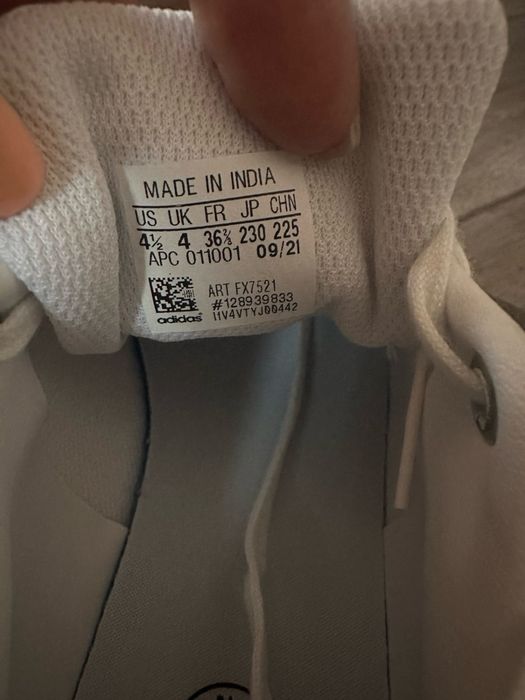 MADE IN INDIA
US UK FR JP CHN
4½ 4 36⅔ 230 225
APC 011001 09/21
ART FX7521
#128939833
adidas I1V4VTYJ00442